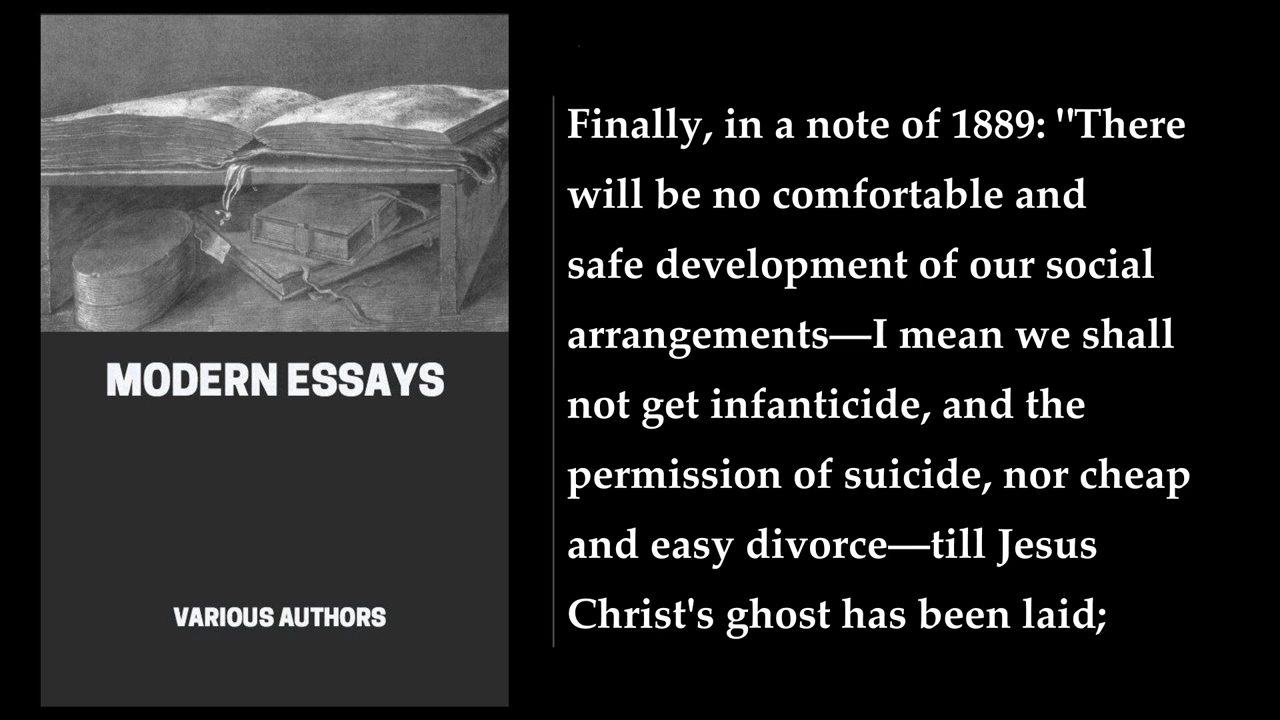 MODERN ESSAYS
VARIOUS AUTHORS
Finally, in a note of 1889: "There
will be no comfortable and
safe development of our social
arrangements—I mean we shall
not get infanticide, and the
permission of suicide, nor cheap
and easy divorce—till Jesus
Christ's ghost has been laid;